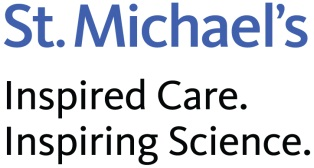 St. Michael's
Inspired Care.
Inspiring Science.